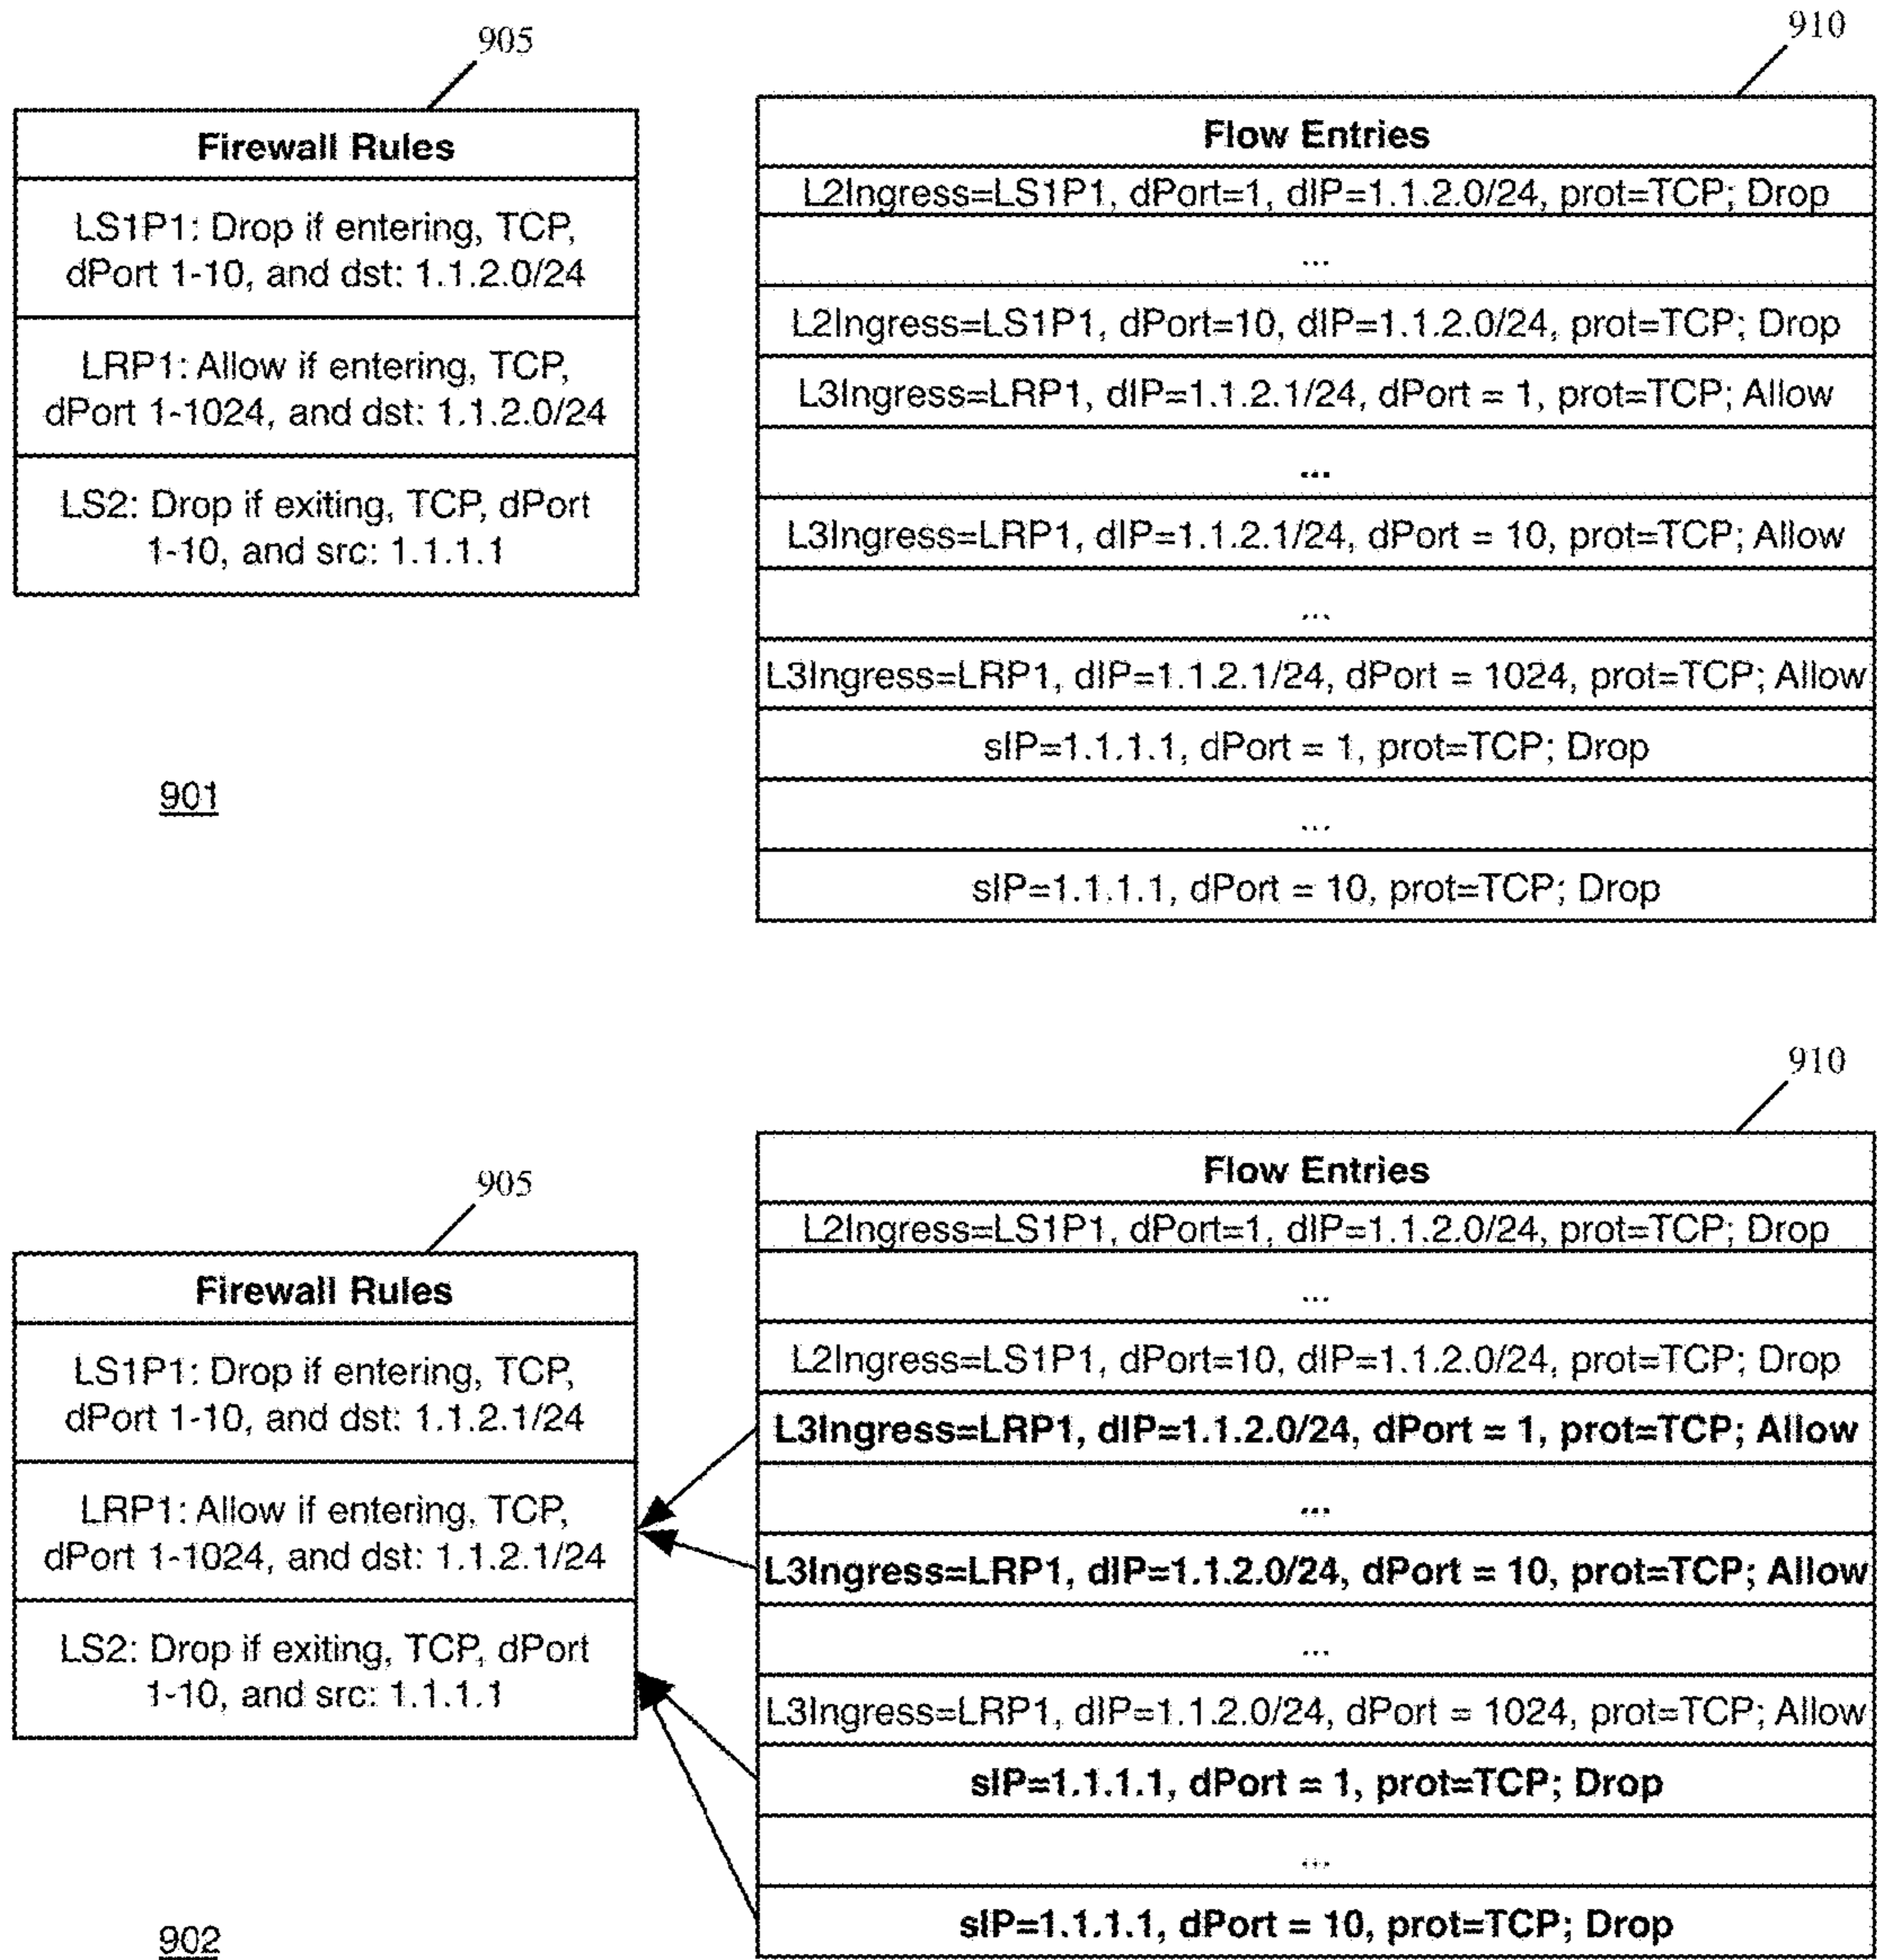 905
Firewall Rules
LS1P1: Drop if entering, TCP,
dPort 1-10, and dst: 1.1.2.0/24
LRP1: Allow if entering, TCP,
dPort 1-1024, and dst: 1.1.2.0/24
LS2: Drop if exiting, TCP, dPort
1-10, and src: 1.1.1.1
901
910
Flow Entries
L2Ingress=LS1P1, dPort=1, dIP=1.1.2.0/24, prot=TCP; Drop
...
L2Ingress=LS1P1, dPort=10, dIP=1.1.2.0/24, prot=TCP; Drop
L3Ingress=LRP1, dIP=1.1.2.1/24, dPort = 1, prot=TCP; Allow
...
L3Ingress=LRP1, dIP=1.1.2.1/24, dPort = 10, prot=TCP; Allow
...
L3Ingress=LRP1, dIP=1.1.2.1/24, dPort = 1024, prot=TCP; Allow
sIP=1.1.1.1, dPort = 1, prot=TCP; Drop
...
sIP=1.1.1.1, dPort = 10, prot=TCP; Drop
905
Firewall Rules
LS1P1: Drop if entering, TCP,
dPort 1-10, and dst: 1.1.2.1/24
LRP1: Allow if entering, TCP,
dPort 1-1024, and dst: 1.1.2.1/24
LS2: Drop if exiting, TCP, dPort
1-10, and src: 1.1.1.1
902
910
Flow Entries
L2Ingress=LS1P1, dPort=1, dIP=1.1.2.0/24, prot=TCP; Drop
...
L2Ingress=LS1P1, dPort=10, dIP=1.1.2.0/24, prot=TCP; Drop
L3Ingress=LRP1, dIP=1.1.2.0/24, dPort = 1, prot=TCP; Allow
...
L3Ingress=LRP1, dIP=1.1.2.0/24, dPort = 10, prot=TCP; Allow
...
L3Ingress=LRP1, dIP=1.1.2.0/24, dPort = 1024, prot=TCP; Allow
sIP=1.1.1.1, dPort = 1, prot=TCP; Drop
...
sIP=1.1.1.1, dPort = 10, prot=TCP; Drop